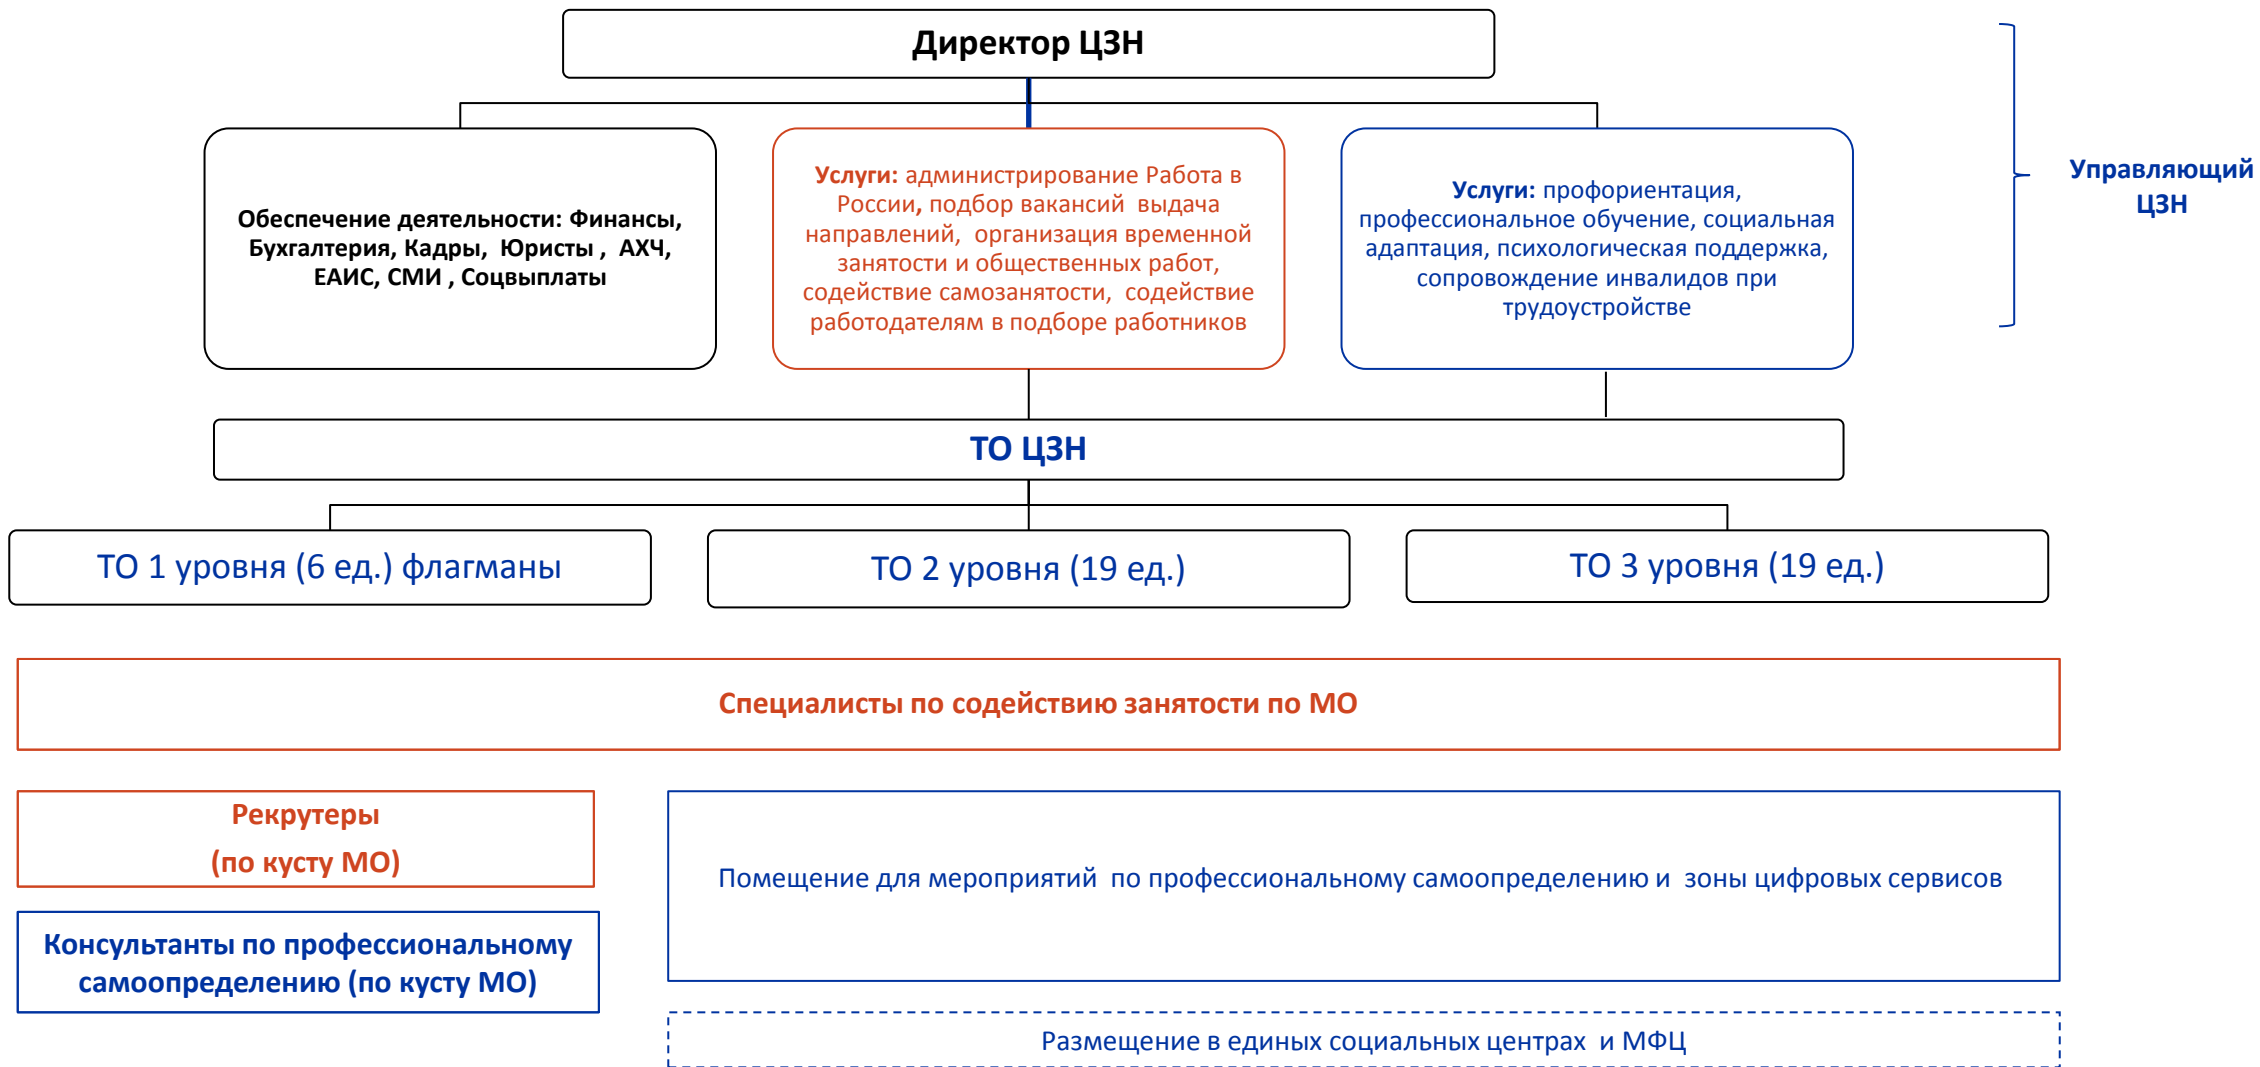 Директор ЦЗН
Обеспечение деятельности: Финансы,
Бухгалтерия, Кадры, Юристы , АХЧ,
ЕАИС, СМИ , Соцвыплаты
Услуги: администрирование Работа в
России, подбор вакансий выдача
направлений, организация временной
занятости и общественных работ,
содействие самозанятости, содействие
работодателям в подборе работников
Услуги: профориентация,
профессиональное обучение, социальная
адаптация, психологическая поддержка,
сопровождение инвалидов при
трудоустройстве
Управляющий
ЦЗН
ТО ЦЗН
ТО 1 уровня (6 ед.) флагманы
ТО 2 уровня (19 ед.)
ТО 3 уровня (19 ед.)
Специалисты по содействию занятости по МО
Рекрутеры
(по кусту МО)
Консультанты по профессиональному
самоопределению (по кусту МО)
Помещение для мероприятий по профессиональному самоопределению и зоны цифровых сервисов
Размещение в единых социальных центрах и МФЦ